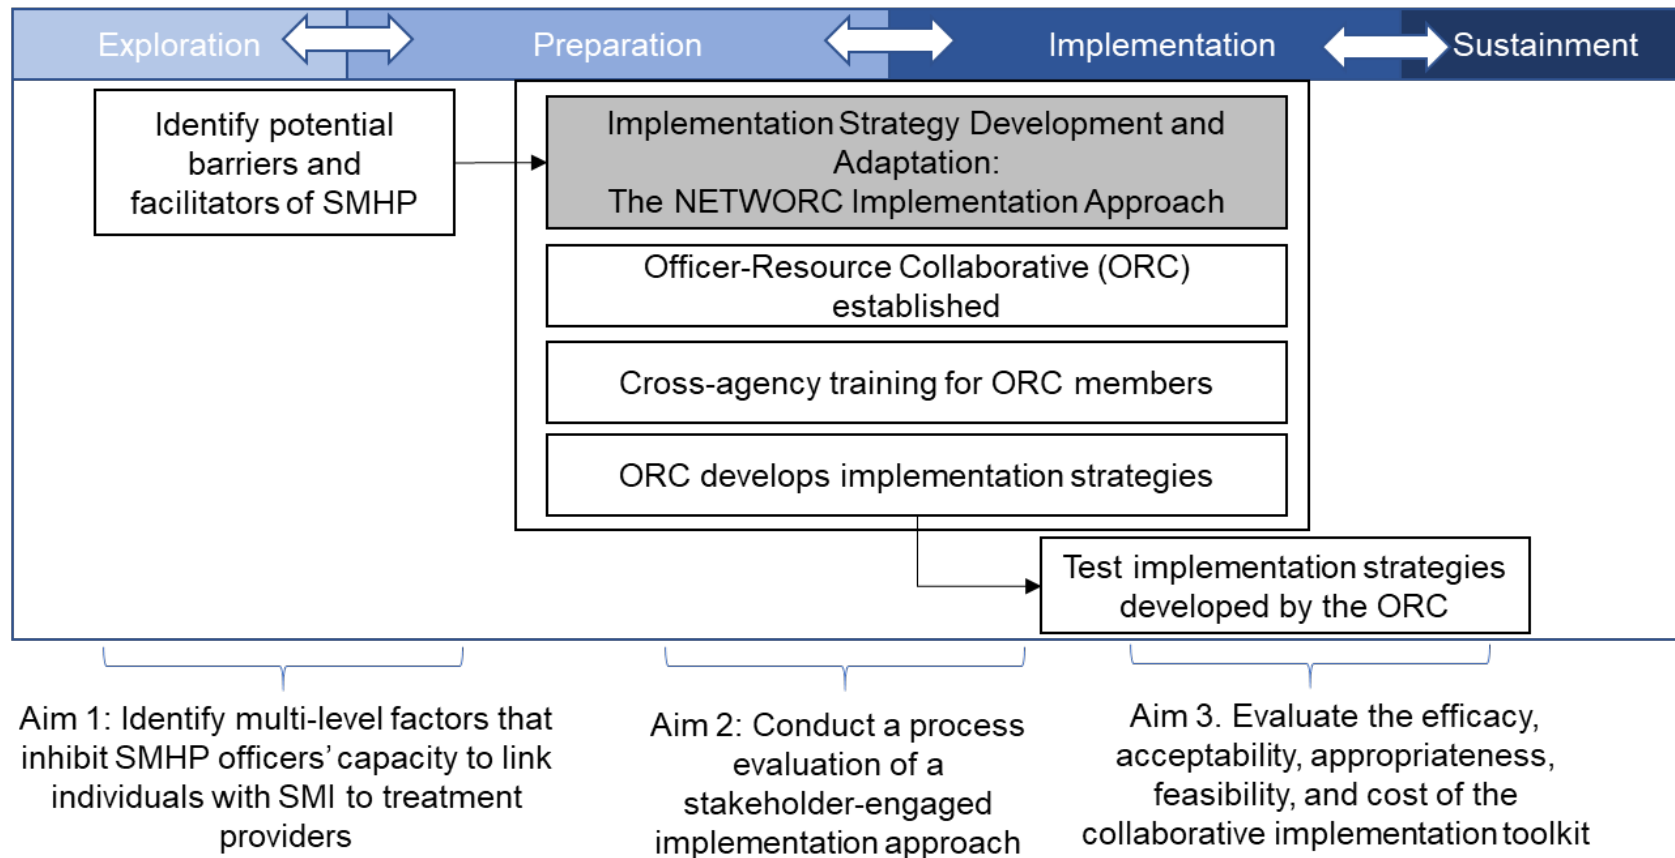 Exploration
Preparation
Implementation
Sustainment
Identify potential
barriers and
facilitators of SMHP
Implementation Strategy Development and
Adaptation:
The NETWORC Implementation Approach
Officer-Resource Collaborative (ORC)
established
Cross-agency training for ORC members
ORC develops implementation strategies
Test implementation strategies
developed by the ORC
Aim 1: Identify multi-level factors that
inhibit SMHP officers’ capacity to link
individuals with SMI to treatment
providers
Aim 2: Conduct a process
evaluation of a
stakeholder-engaged
implementation approach
Aim 3. Evaluate the efficacy,
acceptability, appropriateness,
feasibility, and cost of the
collaborative implementation toolkit